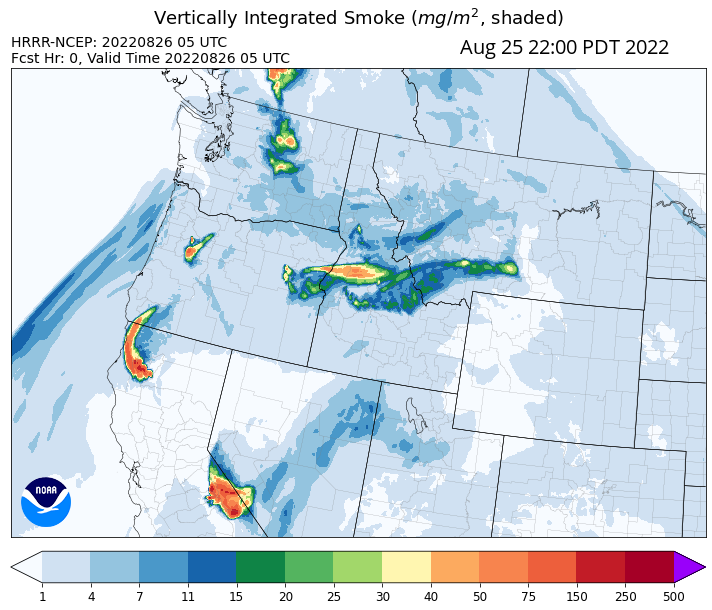 Vertically Integrated Smoke (mg/m², shaded)
HRRR-NCEP: 20220826 05 UTC
Fcst Hr: 0, Valid Time 20220826 05 UTC
Aug 25 22:00 PDT 2022
NOAA
1 4 7 11 15 20 25 30 40 50 75 150 250 500